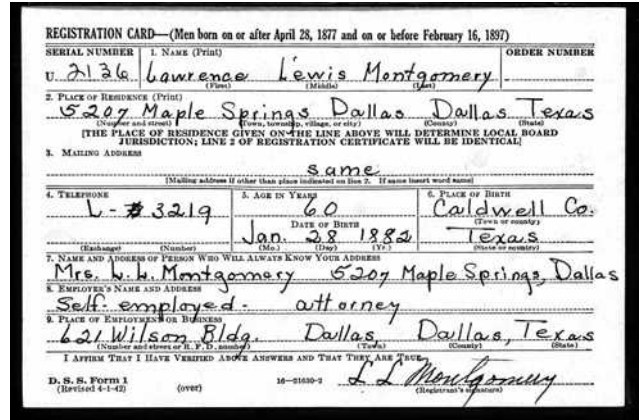 REGISTRATION CARD—(Men born on or after April 28, 1877 and on or before February 16, 1897)
SERIAL NUMBER 1. NAME (Print) ORDER NUMBER
U 2136 Lawrence Lewis Montgomery
(First) (Middle) (Last)
2. PLACE OF RESIDENCE (Print)
5207 Maple Springs Dallas Dallas Texas
(Number and street) (Town, township, village, or city) (County) (State)
[THE PLACE OF RESIDENCE GIVEN ON THE LINE ABOVE WILL DETERMINE LOCAL BOARD
JURISDICTION; LINE 2 OF REGISTRATION CERTIFICATE WILL BE IDENTICAL]
3. MAILING ADDRESS
same
[Mailing address if other than place indicated on line 2. If same insert word same]
4. TELEPHONE 5. AGE IN YEARS 6. PLACE OF BIRTH
L-3219 60 Caldwell Co.
DATE OF BIRTH (Town or county)
Jan. 28 1882 Texas
(Exchange) (Number) (Mo.) (Day) (Yr.) (State or country)
7. NAME AND ADDRESS OF PERSON WHO WILL ALWAYS KNOW YOUR ADDRESS
Mrs. L. L. Montgomery 5207 Maple Springs, Dallas
8. EMPLOYER'S NAME AND ADDRESS
Self employed - attorney
9. PLACE OF EMPLOYMENT OR BUSINESS
621 Wilson Bldg. Dallas, Dallas, Texas
(Number and street or R. F. D. number) (Town) (County) (State)
I AFFIRM THAT I HAVE VERIFIED ABOVE ANSWERS AND THAT THEY ARE TRUE.
D. S. S. Form 1 L L Montgomery
(Revised 4-1-42) (over) 16—21630-2 (Registrant's signature)